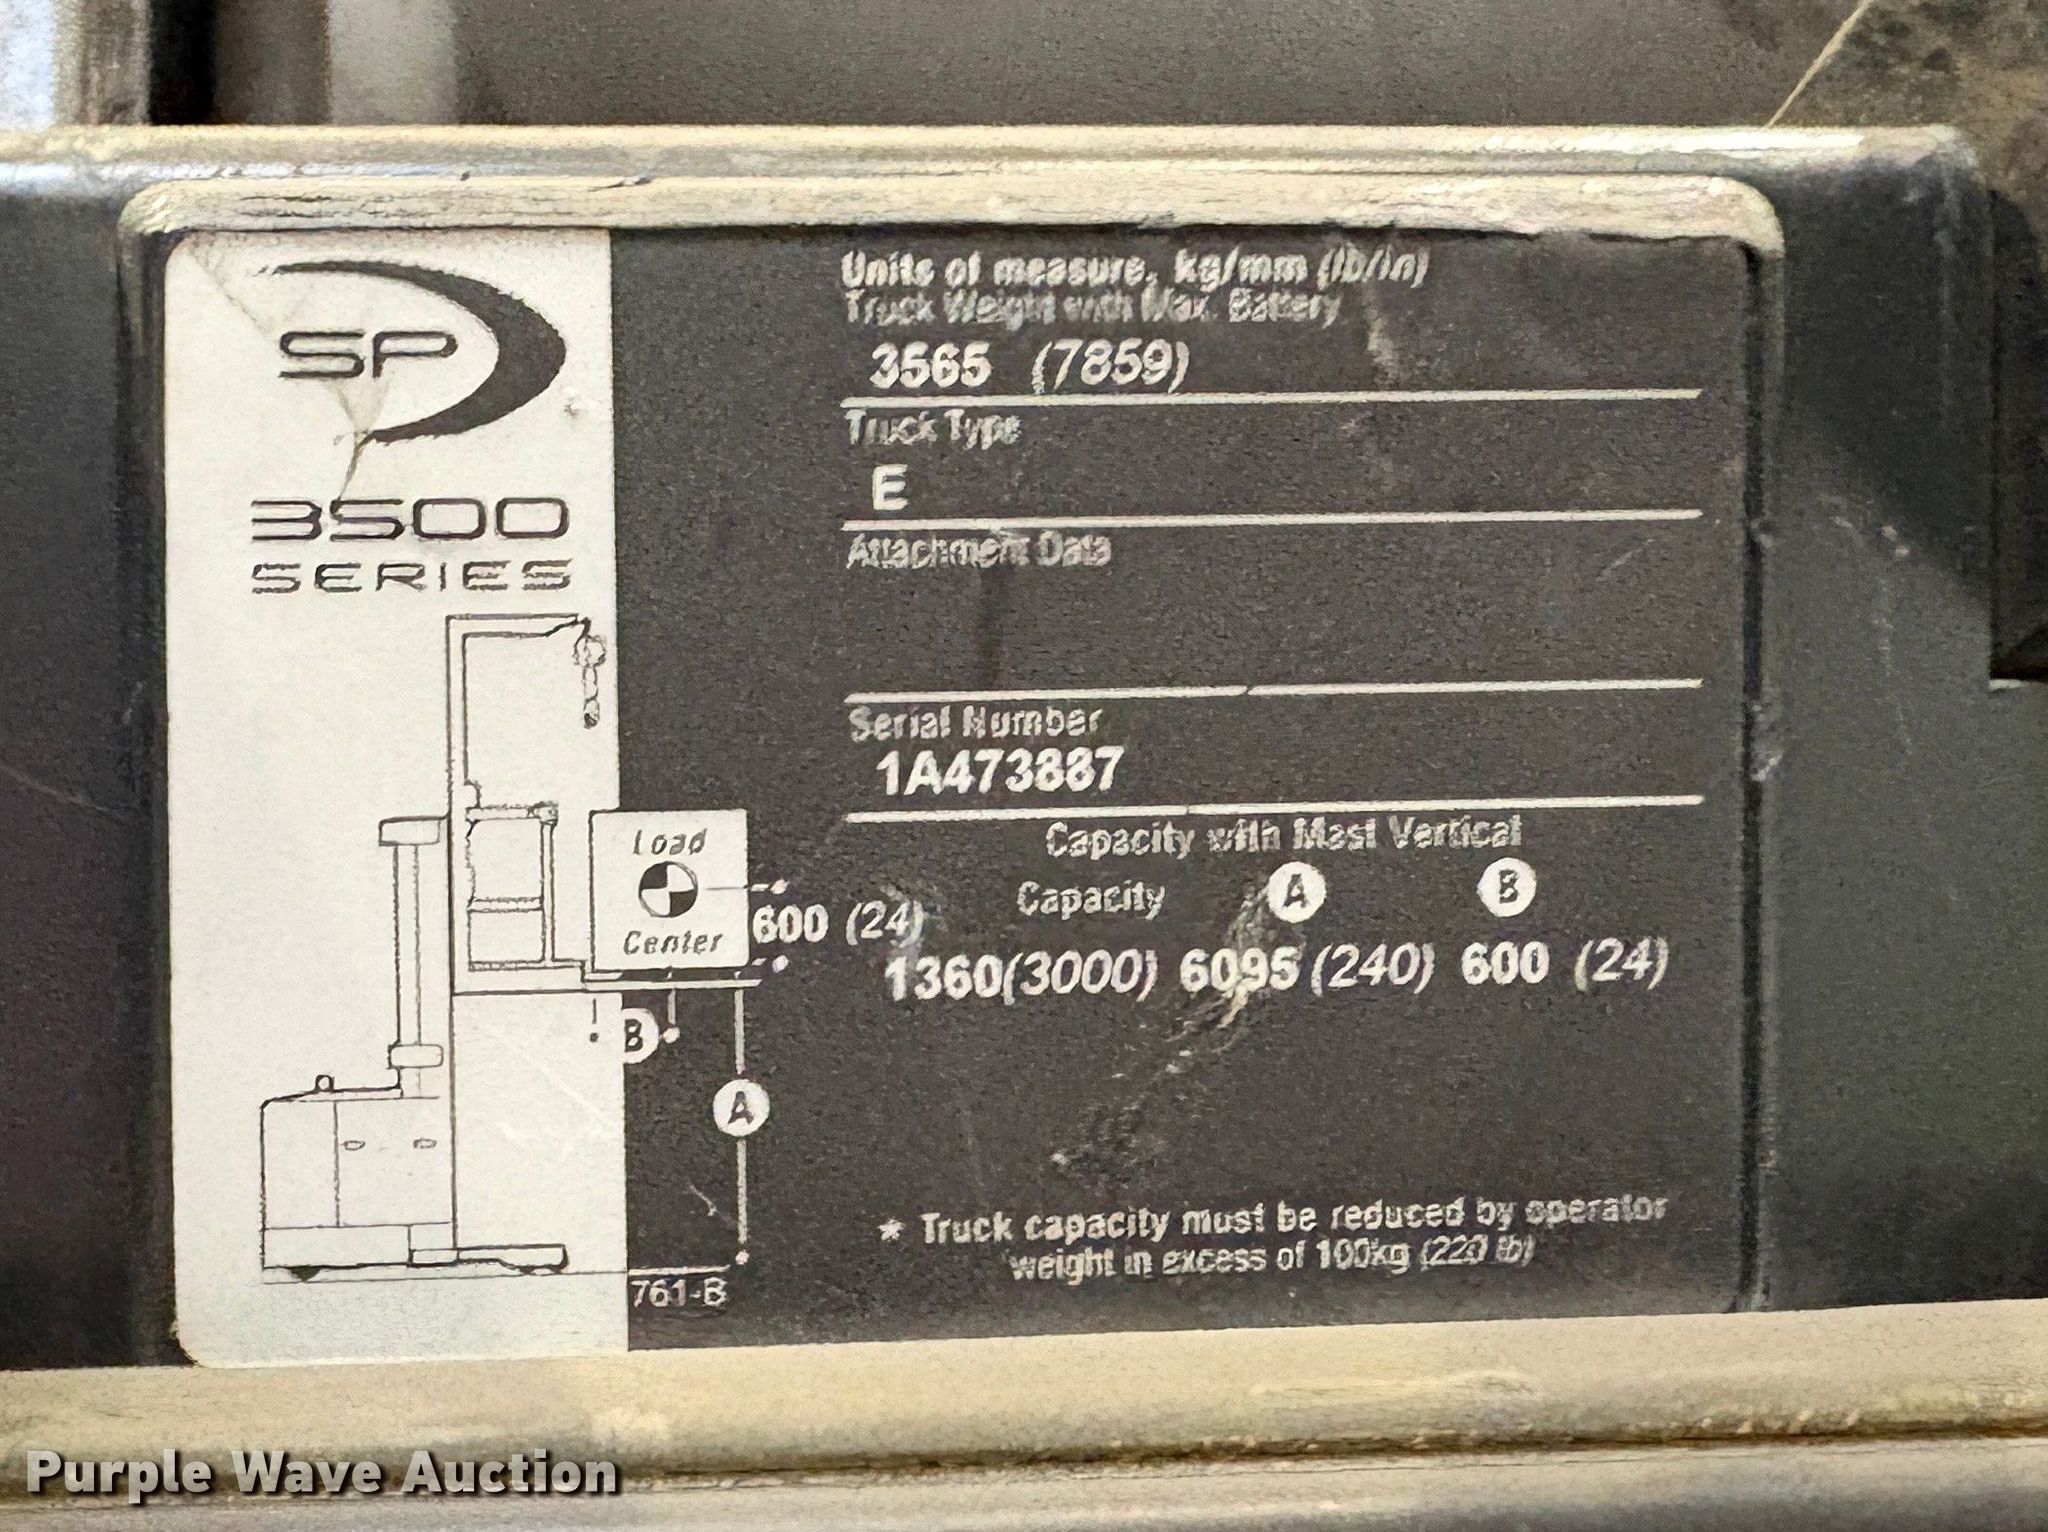 SP
3500
SERIES
Units of measure, kg/mm (lb/in)
Truck Weight with Max. Battery
3565 (7859)
Truck Type
E
Attachment Data
Serial Number
1A473887
Capacity with Mast Vertical
Capacity A B
1360(3000) 6095(240) 600 (24)
Load
Center
600 (24)
B
A
* Truck capacity must be reduced by operator
weight in excess of 100kg (220 lb)
761-B
Purple Wave Auction